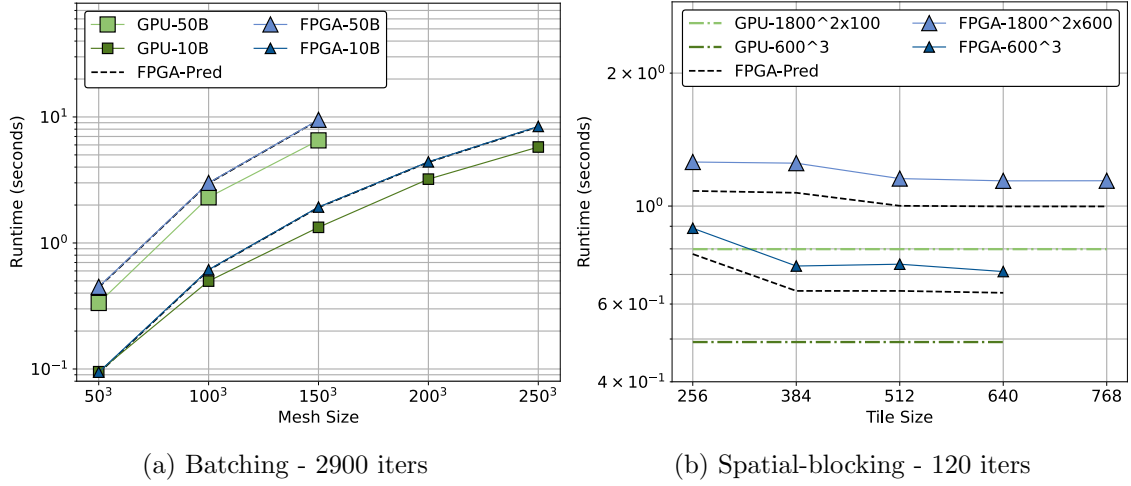 GPU-50B
GPU-10B
FPGA-Pred
FPGA-50B
FPGA-10B
Runtime (seconds)
10^1
10^0
10^-1
50^3 100^3 150^3 200^3 250^3
Mesh Size
(a) Batching - 2900 iters
GPU-1800^2x100
GPU-600^3
FPGA-Pred
FPGA-1800^2x600
FPGA-600^3
Runtime (seconds)
2 × 10^0
10^0
6 × 10^-1
4 × 10^-1
256 384 512 640 768
Tile Size
(b) Spatial-blocking - 120 iters